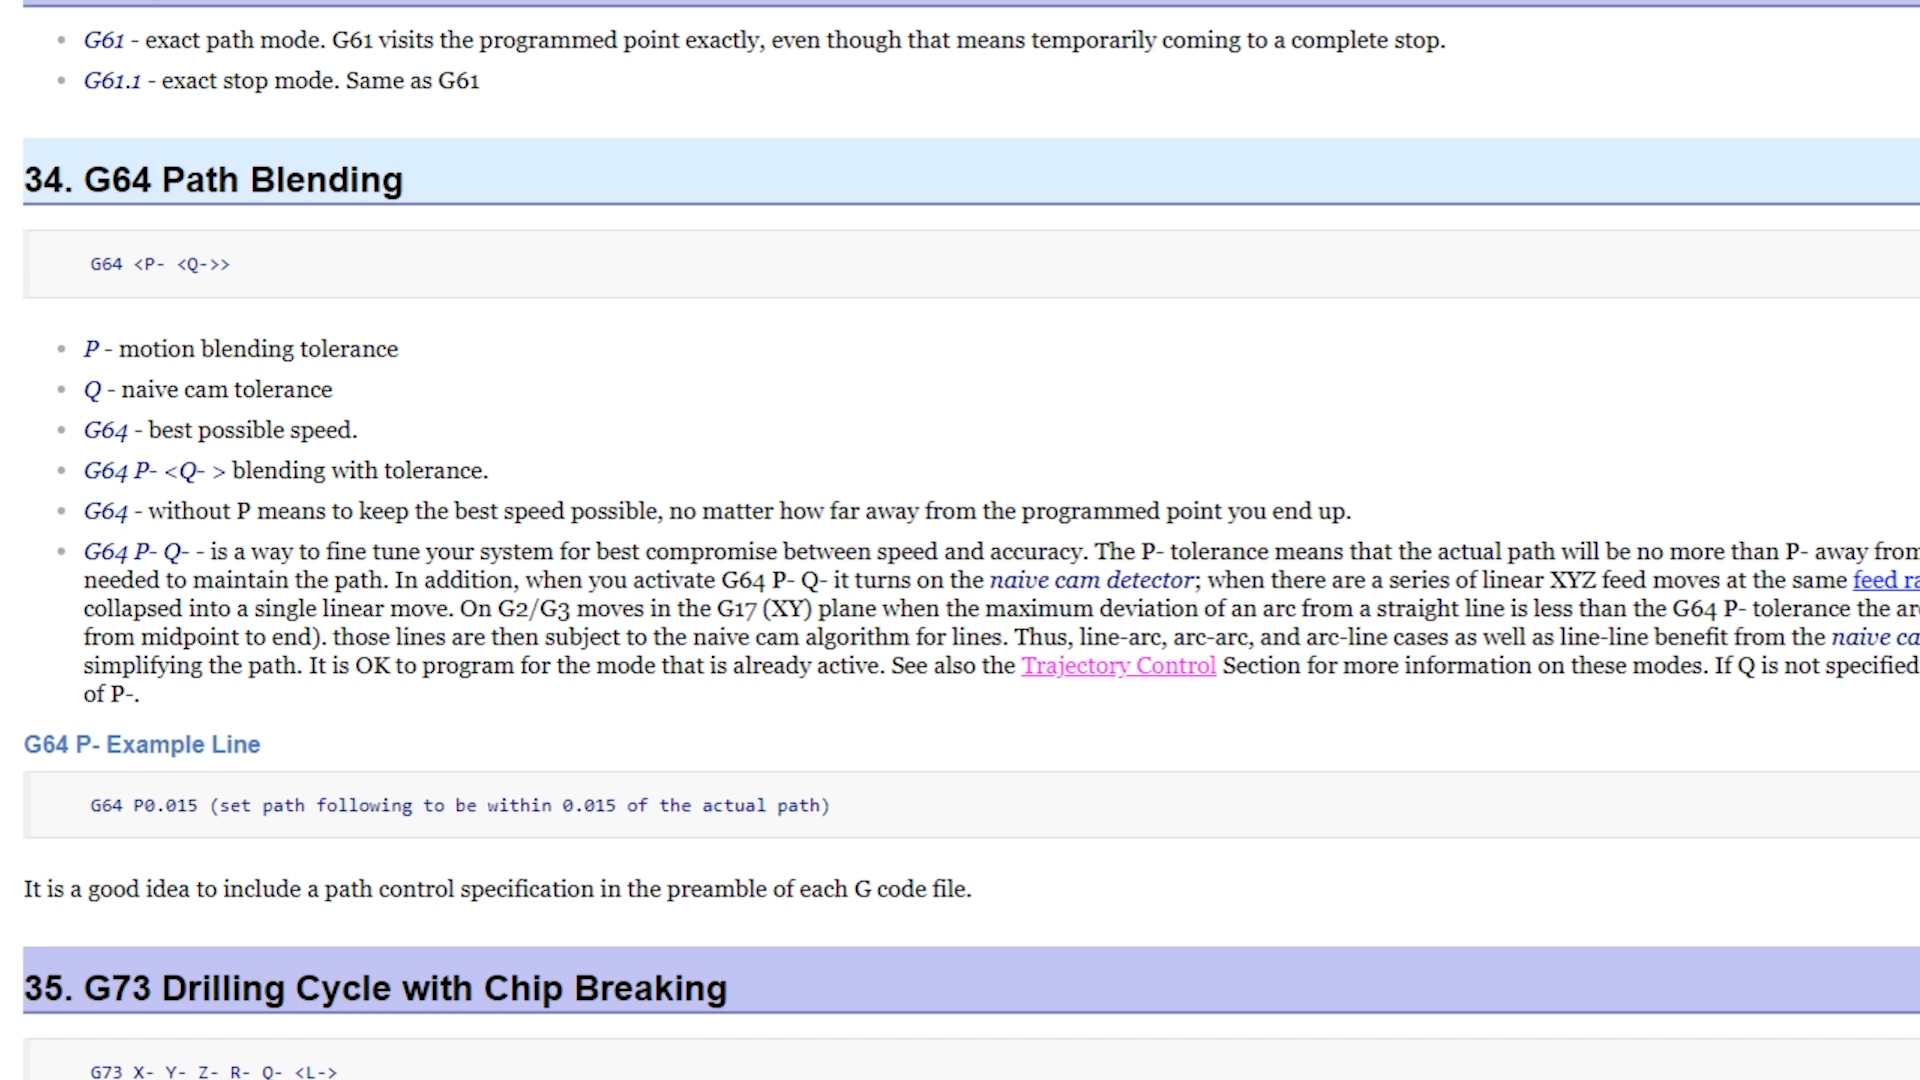 G61 - exact path mode. G61 visits the programmed point exactly, even though that means temporarily coming to a complete stop.
G61.1 - exact stop mode. Same as G61
34. G64 Path Blending
G64 <P- <Q->>
P - motion blending tolerance
Q - naive cam tolerance
G64 - best possible speed.
G64 P- <Q- > blending with tolerance.
G64 - without P means to keep the best speed possible, no matter how far away from the programmed point you end up.
G64 P- Q- - is a way to fine tune your system for best compromise between speed and accuracy. The P- tolerance means that the actual path will be no more than P- away from
needed to maintain the path. In addition, when you activate G64 P- Q- it turns on the naive cam detector; when there are a series of linear XYZ feed moves at the same feed ra
collapsed into a single linear move. On G2/G3 moves in the G17 (XY) plane when the maximum deviation of an arc from a straight line is less than the G64 P- tolerance the ar
from midpoint to end). those lines are then subject to the naive cam algorithm for lines. Thus, line-arc, arc-arc, and arc-line cases as well as line-line benefit from the naive ca
simplifying the path. It is OK to program for the mode that is already active. See also the Trajectory Control Section for more information on these modes. If Q is not specified
of P-.
G64 P- Example Line
G64 P0.015 (set path following to be within 0.015 of the actual path)
It is a good idea to include a path control specification in the preamble of each G code file.
35. G73 Drilling Cycle with Chip Breaking
G73 X- Y- Z- R- Q- <L->